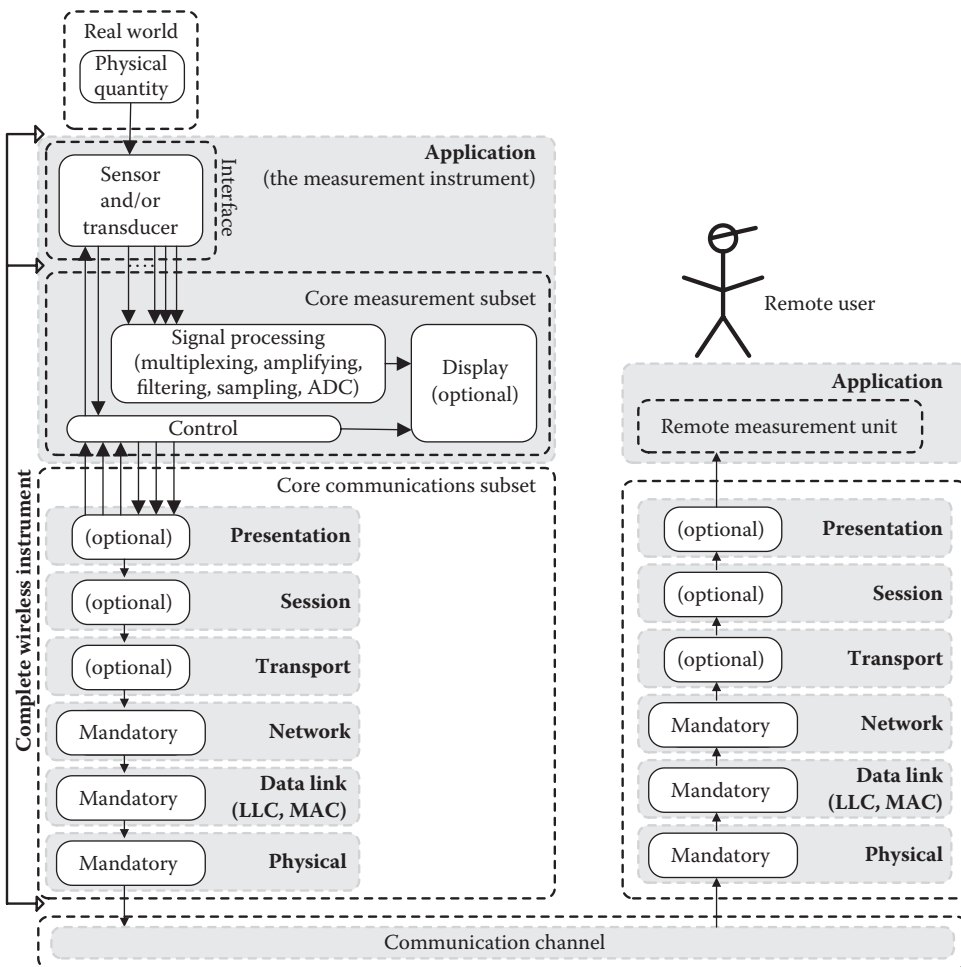 Real world
Physical
quantity
Application
(the measurement instrument)
Sensor
and/or
transducer
Interface
Core measurement subset
Signal processing
(multiplexing, amplifying,
filtering, sampling, ADC)
Display
(optional)
Control
Complete wireless instrument
Core communications subset
(optional)
Presentation
(optional)
Session
(optional)
Transport
Mandatory
Network
Mandatory
Data link
(LLC, MAC)
Mandatory
Physical
Remote user
Application
Remote measurement unit
(optional)
Presentation
(optional)
Session
(optional)
Transport
Mandatory
Network
Mandatory
Data link
(LLC, MAC)
Mandatory
Physical
Communication channel